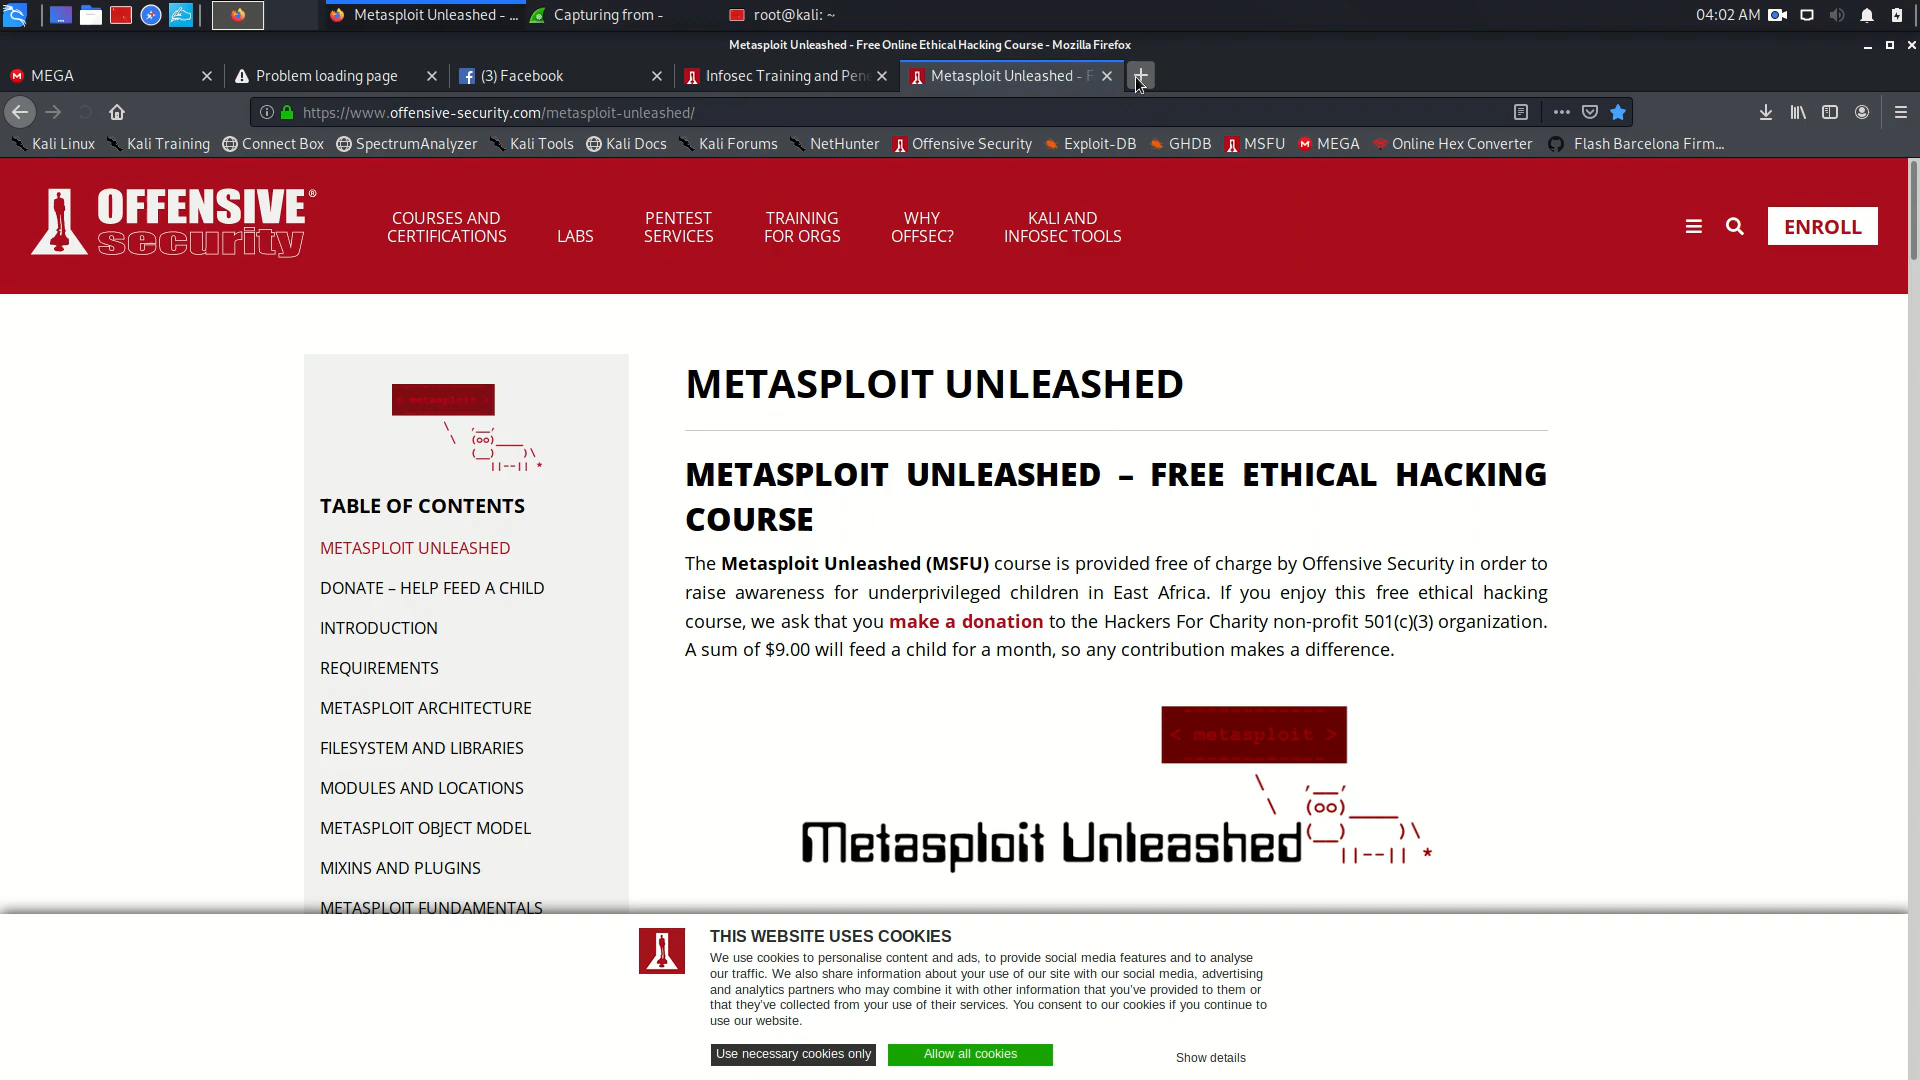 Metasploit Unleashed - ...
Capturing from -
root@kali: ~
04:02 AM
Metasploit Unleashed - Free Online Ethical Hacking Course - Mozilla Firefox
MEGA
Problem loading page
(3) Facebook
Infosec Training and Pen
Metasploit Unleashed - F
https://www.offensive-security.com/metasploit-unleashed/
Kali Linux
Kali Training
Connect Box
SpectrumAnalyzer
Kali Tools
Kali Docs
Kali Forums
NetHunter
Offensive Security
Exploit-DB
GHDB
MSFU
MEGA
Online Hex Converter
Flash Barcelona Firm...
OFFENSIVE®
security
COURSES AND
CERTIFICATIONS
LABS
PENTEST
SERVICES
TRAINING
FOR ORGS
WHY
OFFSEC?
KALI AND
INFOSEC TOOLS
ENROLL
< metasploit >
TABLE OF CONTENTS
METASPLOIT UNLEASHED
DONATE – HELP FEED A CHILD
INTRODUCTION
REQUIREMENTS
METASPLOIT ARCHITECTURE
FILESYSTEM AND LIBRARIES
MODULES AND LOCATIONS
METASPLOIT OBJECT MODEL
MIXINS AND PLUGINS
METASPLOIT FUNDAMENTALS
METASPLOIT UNLEASHED
METASPLOIT UNLEASHED – FREE ETHICAL HACKING
COURSE
The Metasploit Unleashed (MSFU) course is provided free of charge by Offensive Security in order to
raise awareness for underprivileged children in East Africa. If you enjoy this free ethical hacking
course, we ask that you make a donation to the Hackers For Charity non-profit 501(c)(3) organization.
A sum of $9.00 will feed a child for a month, so any contribution makes a difference.
< metasploit >
Metasploit Unleashed
THIS WEBSITE USES COOKIES
We use cookies to personalise content and ads, to provide social media features and to analyse
our traffic. We also share information about your use of our site with our social media, advertising
and analytics partners who may combine it with other information that you've provided to them or
that they've collected from your use of their services. You consent to our cookies if you continue to
use our website.
Use necessary cookies only
Allow all cookies
Show details